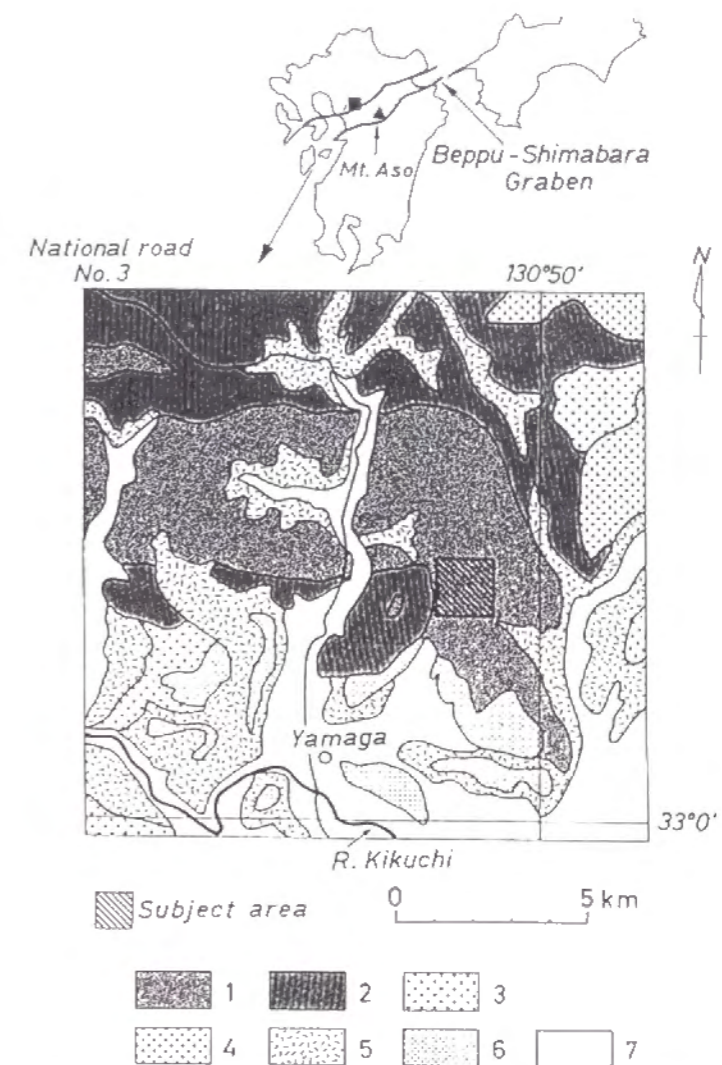 Mt. Aso
Beppu-Shimabara
Graben
National road
No. 3
130°50'
N
Yamaga
33°0'
R. Kikuchi
Subject area
0
5 km
1
2
3
4
5
6
7